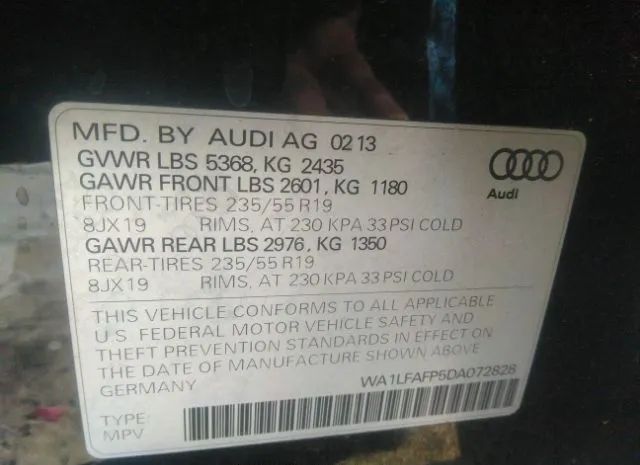 MFD. BY AUDI AG 02 13
GVWR LBS 5368, KG 2435
GAWR FRONT LBS 2601, KG 1180
FRONT-TIRES 235/55 R19
8JX19 RIMS, AT 230 KPA 33 PSI COLD
GAWR REAR LBS 2976, KG 1350
REAR-TIRES 235/55 R19
8JX19 RIMS, AT 230 KPA 33 PSI COLD
Audi
THIS VEHICLE CONFORMS TO ALL APPLICABLE
U.S. FEDERAL MOTOR VEHICLE SAFETY AND
THEFT PREVENTION STANDARDS IN EFFECT ON
THE DATE OF MANUFACTURE SHOWN ABOVE.
GERMANY
WA1LFAFP5DA072828
TYPE:
MPV